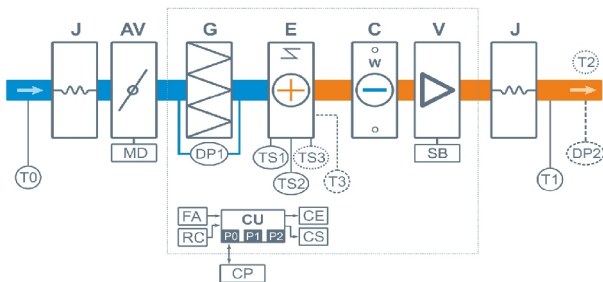 J AV G E C V J
W
T2
MD
DP1
TS1 TS3
TS2
T3
SB
T0
T1
DP2
FA CU CE
RC P0 P1 P2 CS
CP